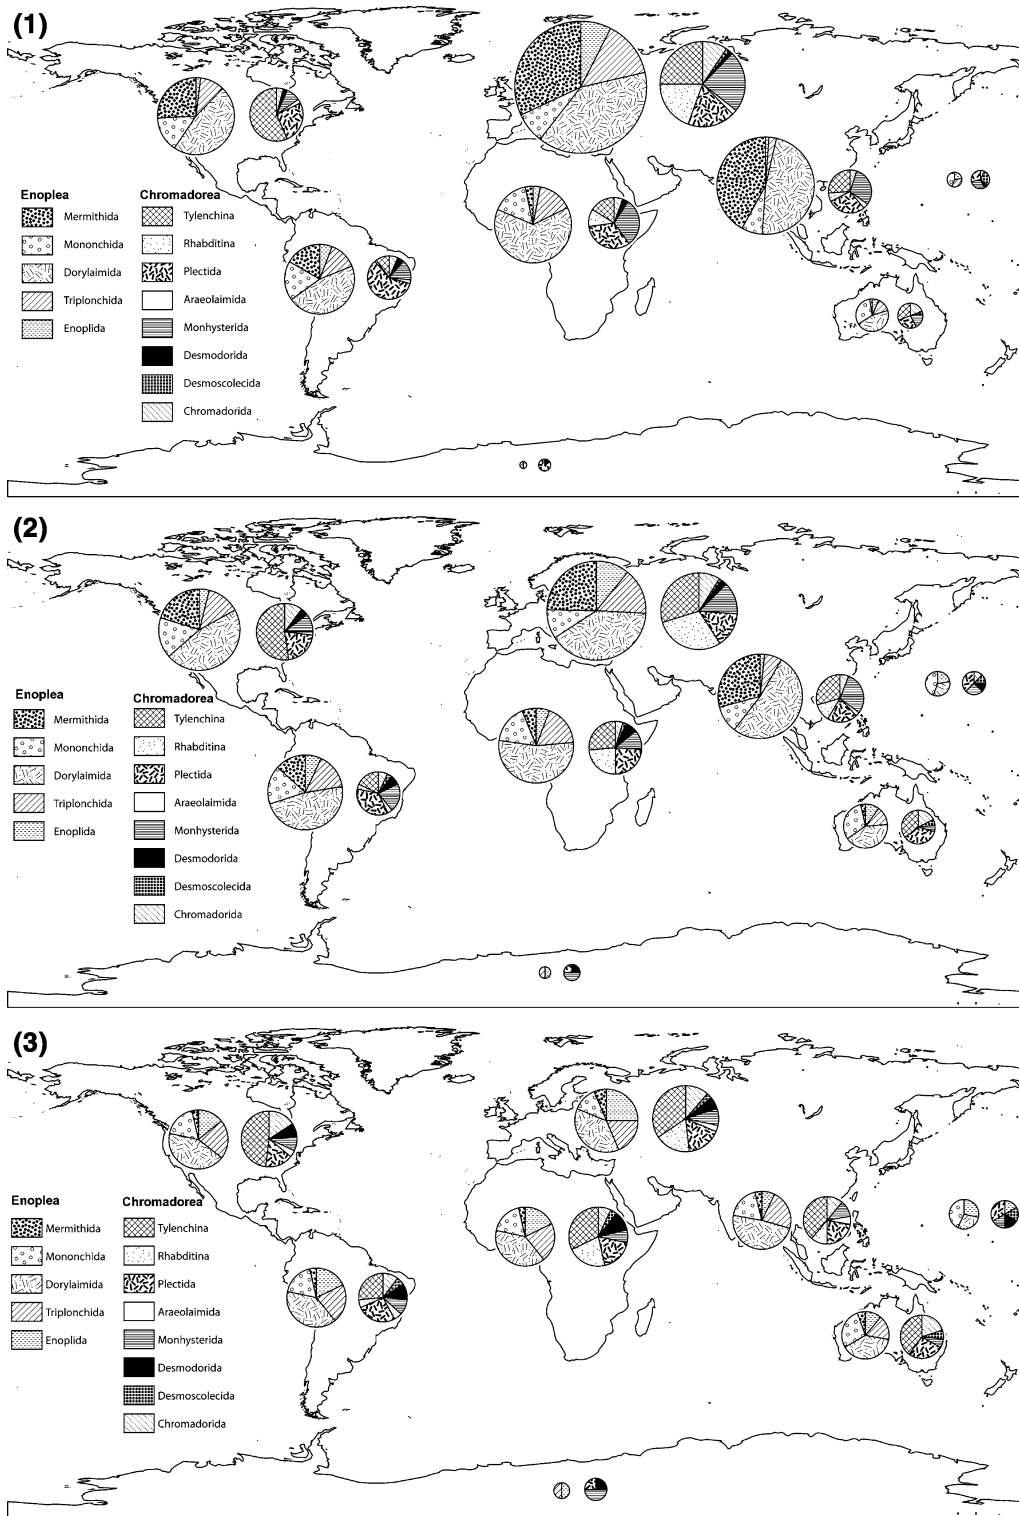 (1)
Enoplea
Mermithida
Mononchida
Dorylaimida
Triplonchida
Enoplida
Chromadorea
Tylenchina
Rhabditina
Plectida
Araeolaimida
Monhysterida
Desmodorida
Desmoscolecida
Chromadorida
(2)
Enoplea
Mermithida
Mononchida
Dorylaimida
Triplonchida
Enoplida
Chromadorea
Tylenchina
Rhabditina
Plectida
Araeolaimida
Monhysterida
Desmodorida
Desmoscolecida
Chromadorida
(3)
Enoplea
Mermithida
Mononchida
Dorylaimida
Triplonchida
Enoplida
Chromadorea
Tylenchina
Rhabditina
Plectida
Araeolaimida
Monhysterida
Desmodorida
Desmoscolecida
Chromadorida